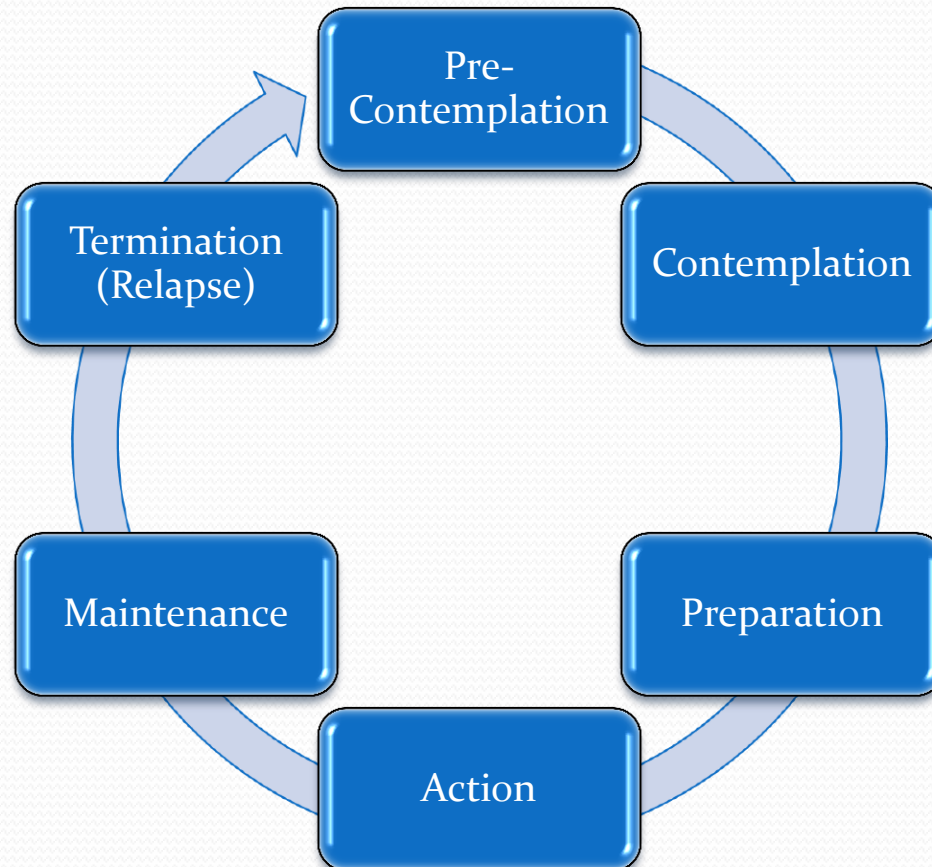 Pre-
Contemplation
Contemplation
Preparation
Action
Maintenance
Termination
(Relapse)